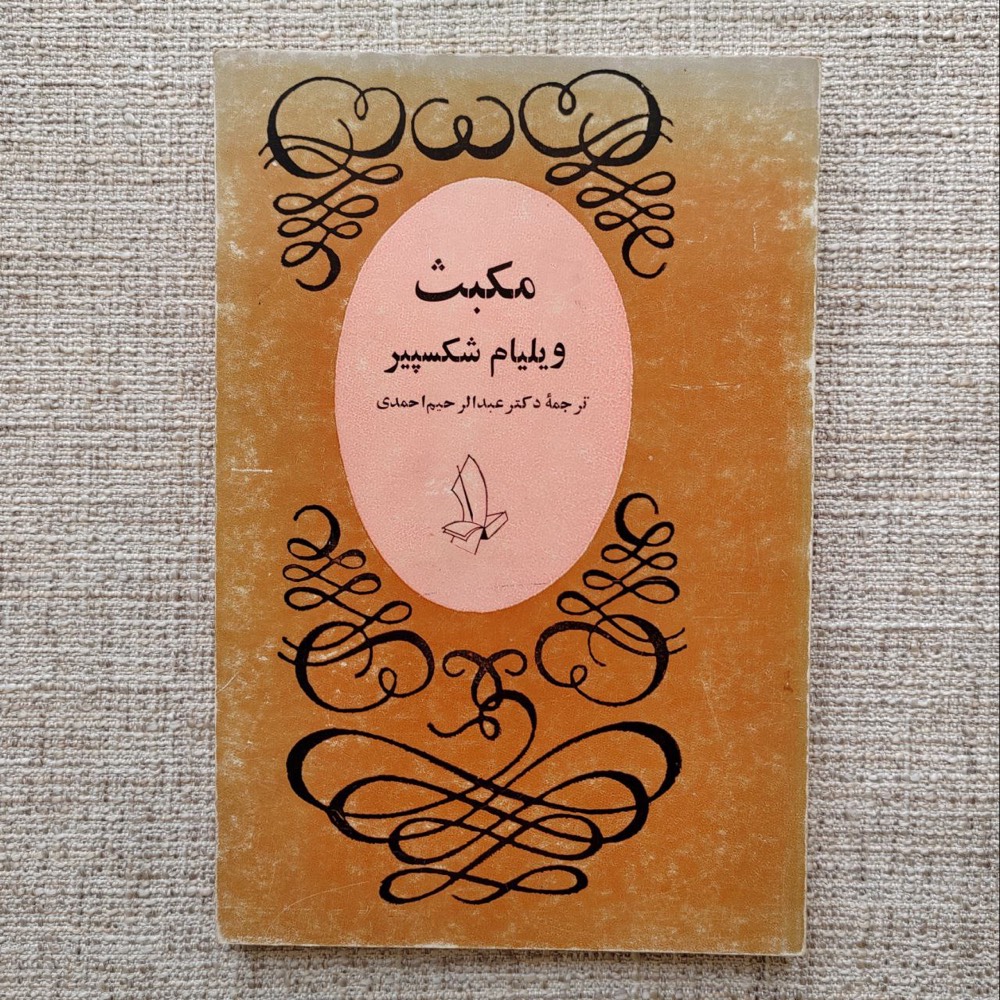 مکبث
ویلیام شکسپیر
ترجمهٔ دکتر عبدالرحیم احمدی